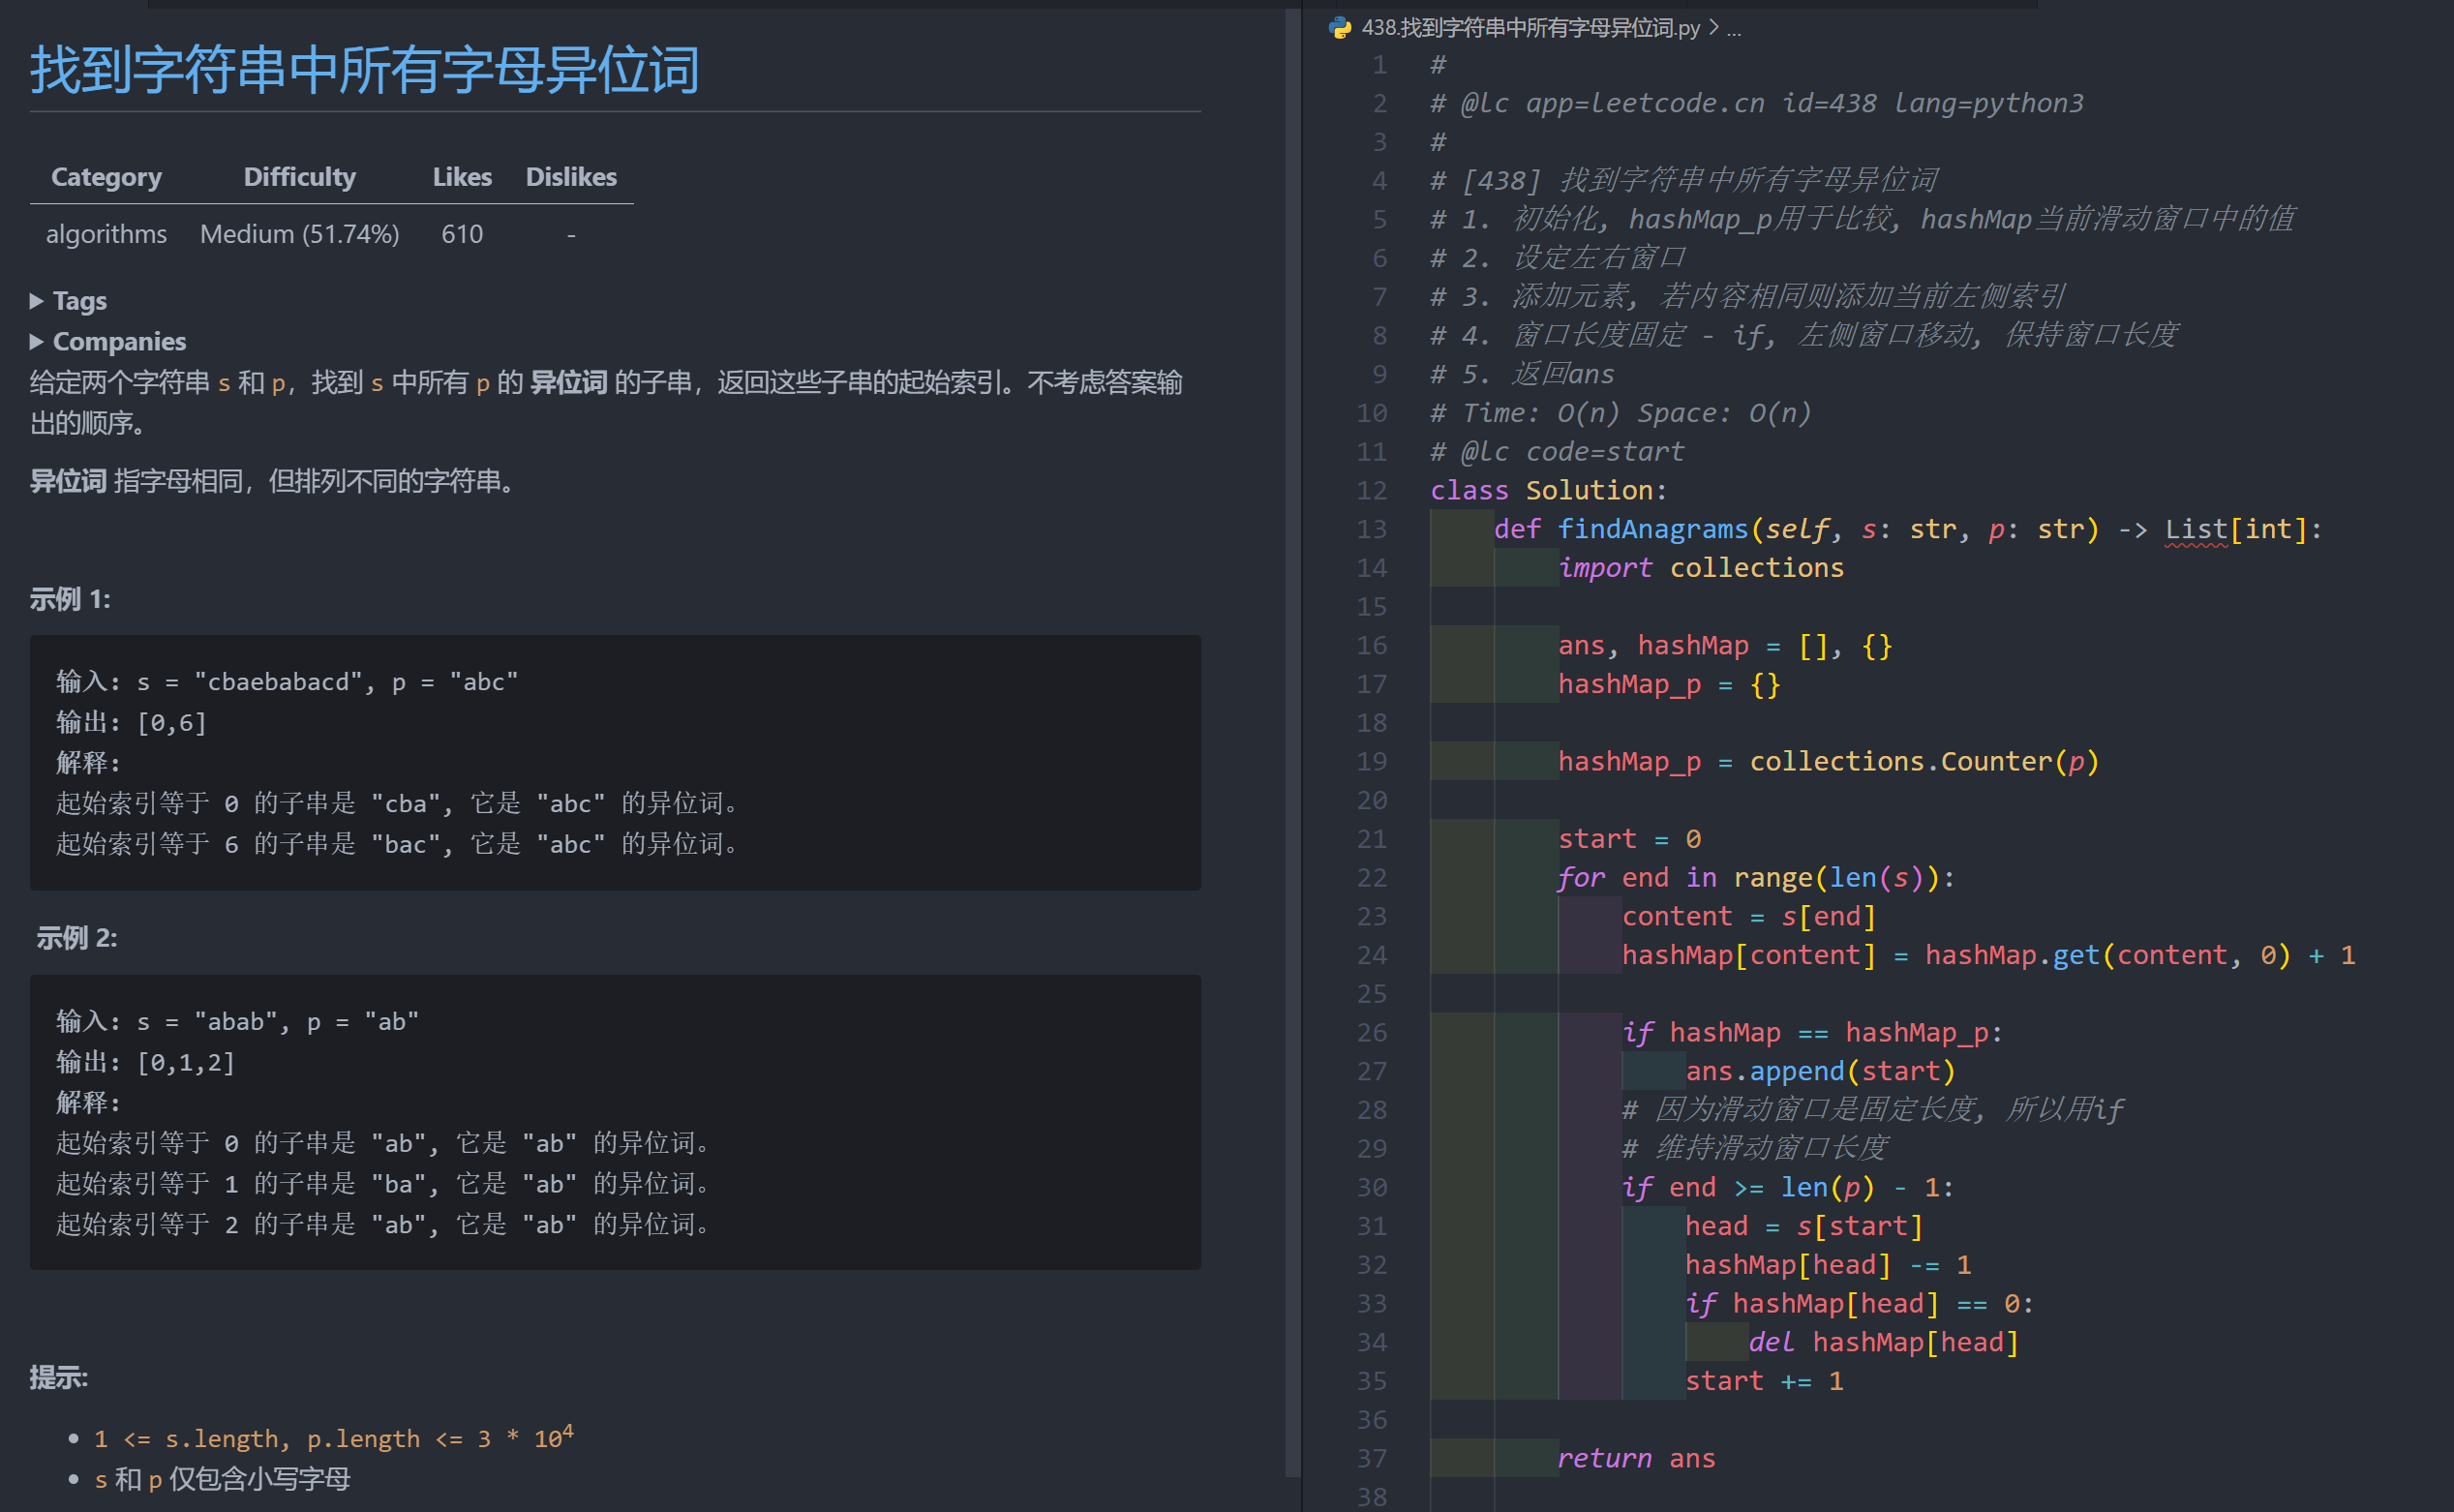 找到字符串中所有字母异位词
Category Difficulty Likes Dislikes
algorithms Medium (51.74%) 610 -
Tags
Companies
给定两个字符串 s 和 p，找到 s 中所有 p 的 异位词 的子串，返回这些子串的起始索引。不考虑答案输
出的顺序。
异位词 指字母相同，但排列不同的字符串。
示例 1:
输入: s = "cbaebabacd", p = "abc"
输出: [0,6]
解释:
起始索引等于 0 的子串是 "cba", 它是 "abc" 的异位词。
起始索引等于 6 的子串是 "bac", 它是 "abc" 的异位词。
示例 2:
输入: s = "abab", p = "ab"
输出: [0,1,2]
解释:
起始索引等于 0 的子串是 "ab", 它是 "ab" 的异位词。
起始索引等于 1 的子串是 "ba", 它是 "ab" 的异位词。
起始索引等于 2 的子串是 "ab", 它是 "ab" 的异位词。
提示:
• 1 <= s.length, p.length <= 3 * 10⁴
• s 和 p 仅包含小写字母
438.找到字符串中所有字母异位词.py > ...
1 #
2 # @lc app=leetcode.cn id=438 lang=python3
3 #
4 # [438] 找到字符串中所有字母异位词
5 # 1. 初始化, hashMap_p用于比较, hashMap当前滑动窗口中的值
6 # 2. 设定左右窗口
7 # 3. 添加元素, 若内容相同则添加当前左侧索引
8 # 4. 窗口长度固定 - if, 左侧窗口移动, 保持窗口长度
9 # 5. 返回ans
10 # Time: O(n) Space: O(n)
11 # @lc code=start
12 class Solution:
13     def findAnagrams(self, s: str, p: str) -> List[int]:
14         import collections
15
16         ans, hashMap = [], {}
17         hashMap_p = {}
18
19         hashMap_p = collections.Counter(p)
20
21         start = 0
22         for end in range(len(s)):
23             content = s[end]
24             hashMap[content] = hashMap.get(content, 0) + 1
25
26             if hashMap == hashMap_p:
27                 ans.append(start)
28             # 因为滑动窗口是固定长度, 所以用if
29             # 维持滑动窗口长度
30             if end >= len(p) - 1:
31                 head = s[start]
32                 hashMap[head] -= 1
33                 if hashMap[head] == 0:
34                     del hashMap[head]
35                 start += 1
36
37         return ans
38